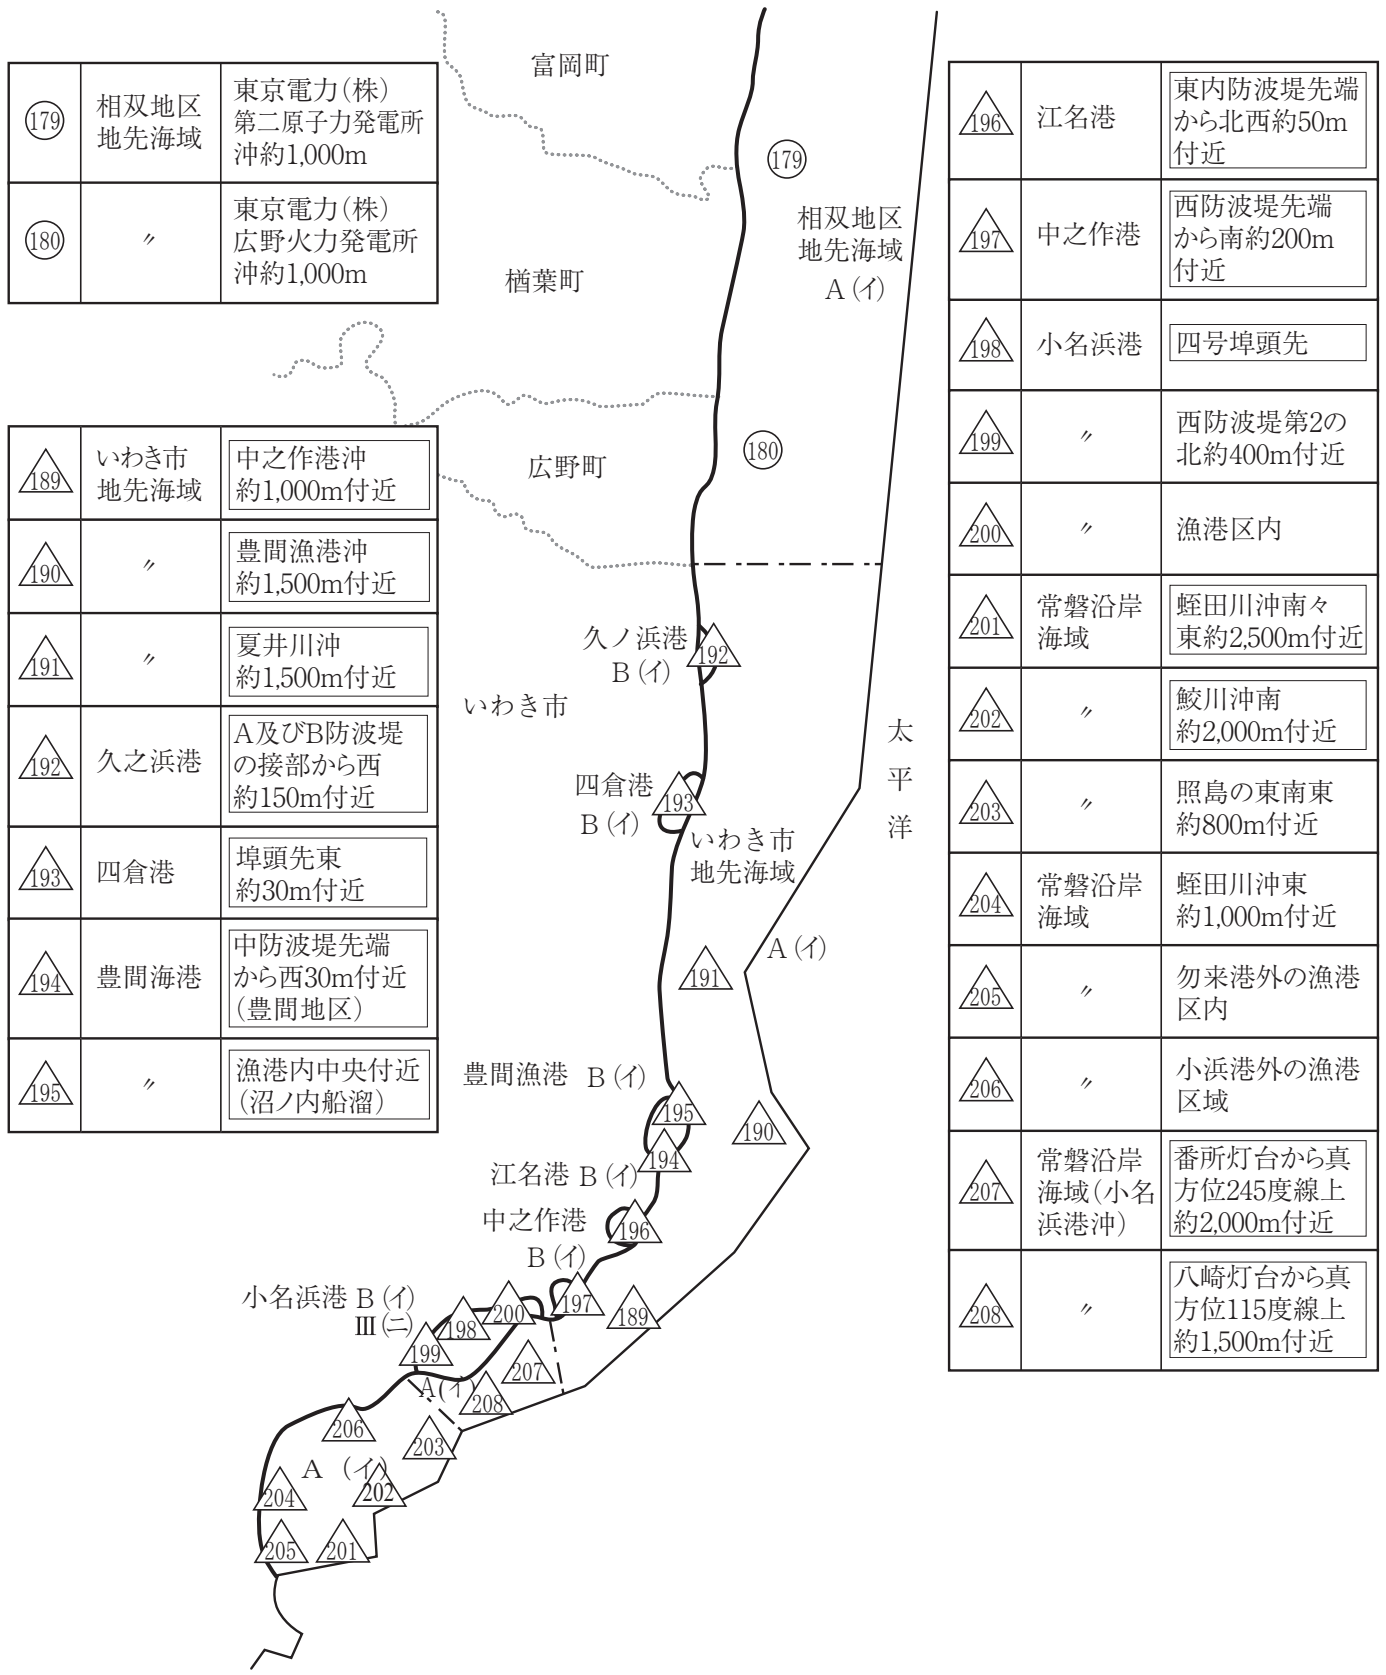 179
相双地区
地先海域
東京電力(株)
第二原子力発電所
沖約1,000m
180
〃
東京電力(株)
広野火力発電所
沖約1,000m
189
いわき市
地先海域
中之作港沖
約1,000m付近
190
〃
豊間漁港沖
約1,500m付近
191
〃
夏井川沖
約1,500m付近
192
久之浜港
A及びB防波堤
の接部から西
約150m付近
193
四倉港
埠頭先東
約30m付近
194
豊間海港
中防波堤先端
から西30m付近
(豊間地区)
195
〃
漁港内中央付近
(沼ノ内船溜)
富岡町
179
相双地区
地先海域
A(イ)
楢葉町
180
広野町
久ノ浜港
B(イ)
192
いわき市
太平洋
四倉港
B(イ)
193
いわき市
地先海域
A(イ)
191
豊間漁港 B(イ)
195
190
194
江名港 B(イ)
中之作港
196
B(イ)
小名浜港 B(イ)
Ⅲ(ニ)
200
197
189
198
199
207
A(イ)
208
206
203
A (イ)
204
202
205
201
196
江名港
東内防波堤先端
から北西約50m
付近
197
中之作港
西防波堤先端
から南約200m
付近
198
小名浜港
四号埠頭先
199
〃
西防波堤第2の
北約400m付近
200
〃
漁港区内
201
常磐沿岸
海域
蛭田川沖南々
東約2,500m付近
202
〃
鮫川沖南
約2,000m付近
203
〃
照島の東南東
約800m付近
204
常磐沿岸
海域
蛭田川沖東
約1,000m付近
205
〃
勿来港外の漁港
区内
206
〃
小浜港外の漁港
区域
207
常磐沿岸
海域(小名
浜港沖)
番所灯台から真
方位245度線上
約2,000m付近
208
〃
八崎灯台から真
方位115度線上
約1,500m付近